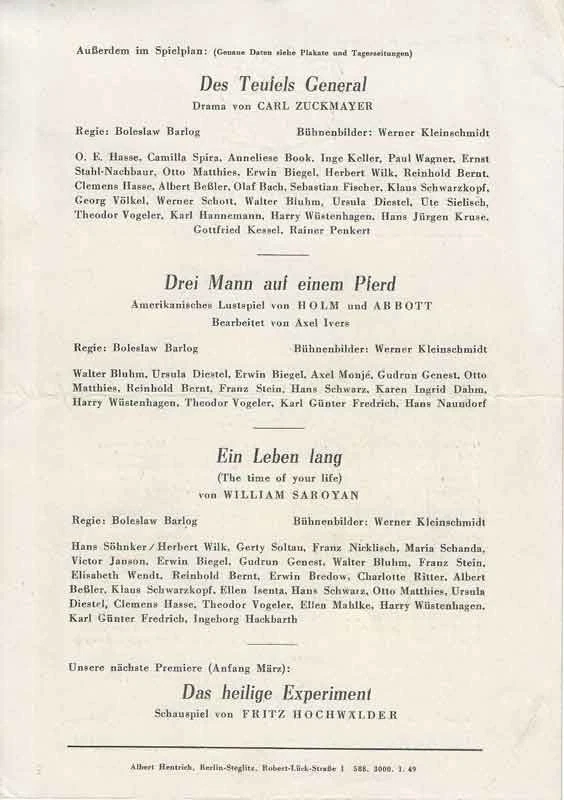 Außerdem im Spielplan: (Genaue Daten siehe Plakate und Tageszeitungen)
Des Teufels General
Drama von CARL ZUCKMAYER
Regie: Boleslaw Barlog Bühnenbilder: Werner Kleinschmidt
O. E. Hasse, Camilla Spira, Anneliese Book, Inge Keller, Paul Wagner, Ernst
Stahl-Nachbaur, Otto Matthies, Erwin Biegel, Herbert Wilk, Reinhold Bernt,
Clemens Hasse, Albert Beßler, Olaf Bach, Sebastian Fischer, Klaus Schwarzkopf,
Georg Völkel, Werner Schott, Walter Bluhm, Ursula Diestel, Ute Sielisch,
Theodor Vogeler, Karl Hannemann, Harry Wüstenhagen, Hans Jürgen Kruse,
Gottfried Kessel, Rainer Penkert
Drei Mann auf einem Pferd
Amerikanisches Lustspiel von HOLM und ABBOTT
Bearbeitet von Axel Ivers
Regie: Boleslaw Barlog Bühnenbilder: Werner Kleinschmidt
Walter Bluhm, Ursula Diestel, Erwin Biegel, Axel Monjé, Gudrun Genest, Otto
Matthies, Reinhold Bernt, Franz Stein, Hans Schwarz, Karen Ingrid Dahm,
Harry Wüstenhagen, Theodor Vogeler, Karl Günter Fredrich, Hans Naundorf
Ein Leben lang
(The time of your life)
von WILLIAM SAROYAN
Regie: Boleslaw Barlog Bühnenbilder: Werner Kleinschmidt
Hans Söhnker/Herbert Wilk, Gerty Soltau, Franz Nicklisch, Maria Schanda,
Victor Janson, Erwin Biegel, Gudrun Genest, Walter Bluhm, Franz Stein,
Elisabeth Wendt, Reinhold Bernt, Erwin Bredow, Charlotte Ritter, Albert
Beßler, Klaus Schwarzkopf, Ellen Isenta, Hans Schwarz, Otto Matthies, Ursula
Diestel, Clemens Hasse, Theodor Vogeler, Ellen Mahlke, Harry Wüstenhagen,
Karl Günter Fredrich, Ingeborg Hackbarth
Unsere nächste Premiere (Anfang März):
Das heilige Experiment
Schauspiel von FRITZ HOCHWÄLDER
Albert Hentrich, Berlin-Steglitz, Robert-Lück-Straße 1 588. 3000. 1. 49